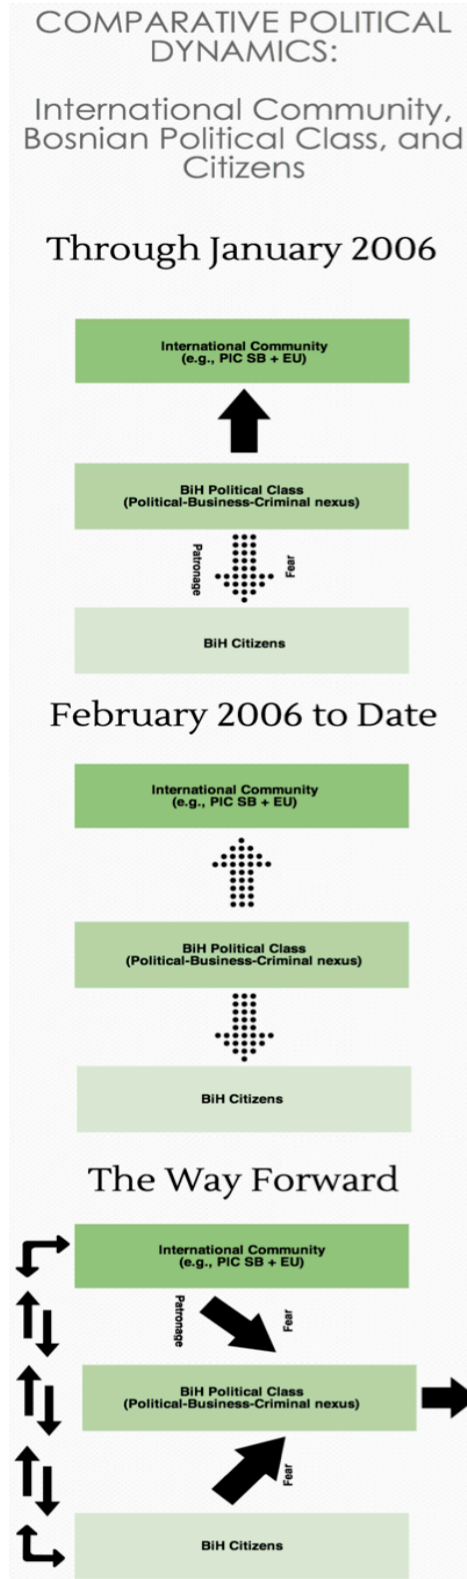 COMPARATIVE POLITICAL
DYNAMICS:
International Community,
Bosnian Political Class, and
Citizens
Through January 2006
International Community
(e.g., PIC SB + EU)
BiH Political Class
(Political-Business-Criminal nexus)
Patronage
Fear
BiH Citizens
February 2006 to Date
International Community
(e.g., PIC SB + EU)
BiH Political Class
(Political-Business-Criminal nexus)
BiH Citizens
The Way Forward
International Community
(e.g., PIC SB + EU)
Patronage
Fear
BiH Political Class
(Political-Business-Criminal nexus)
Fear
BiH Citizens